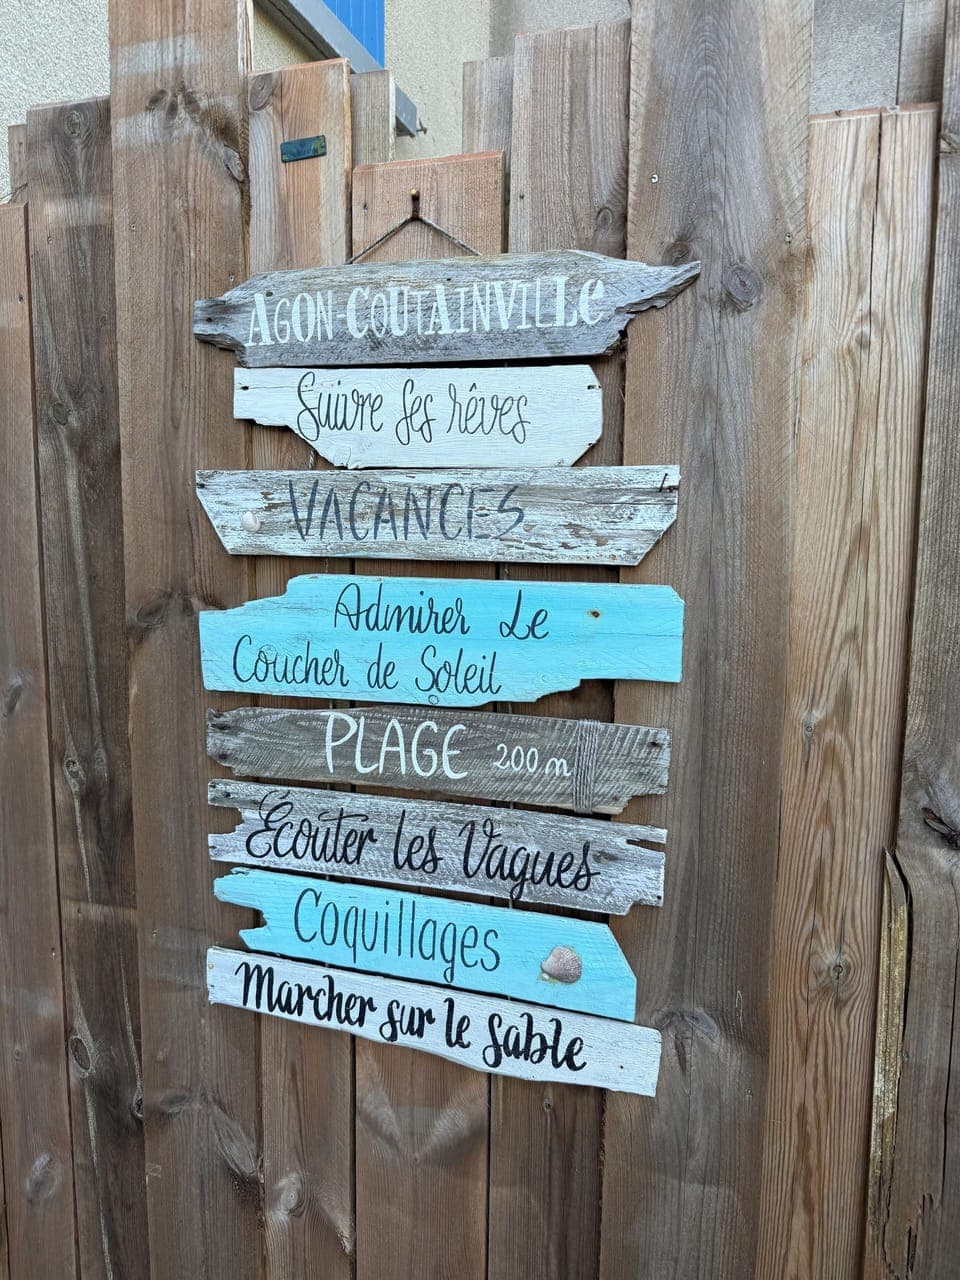 AGON-COUTAINVILLE
Suivre ses rêves
VACANCES
Admirer Le
Coucher de Soleil
PLAGE 200 m
Écouter les Vagues
Coquillages
Marcher sur le sable